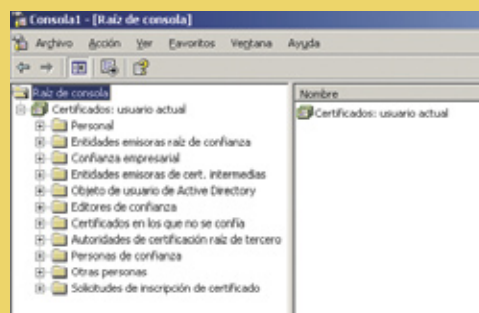 Consola1 - [Raíz de consola]
Archivo Acción Ver Favoritos Ventana Ayuda
Raíz de consola
Nombre
Certificados: usuario actual
Certificados: usuario actual
Personal
Entidades emisoras raíz de confianza
Confianza empresarial
Entidades emisoras de cert. intermedias
Objeto de usuario de Active Directory
Editores de confianza
Certificados en los que no se confía
Autoridades de certificación raíz de tercero
Personas de confianza
Otras personas
Solicitudes de inscripción de certificado